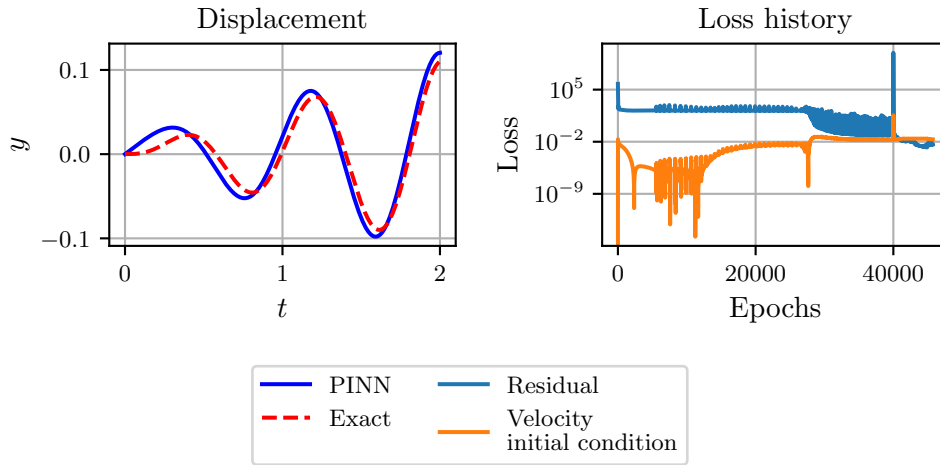 Displacement
y
0.1
0.0
−0.1
0
1
2
t
Loss history
Loss
10^5
10^−2
10^−9
0
20000
40000
Epochs
PINN
Exact
Residual
Velocity
initial condition